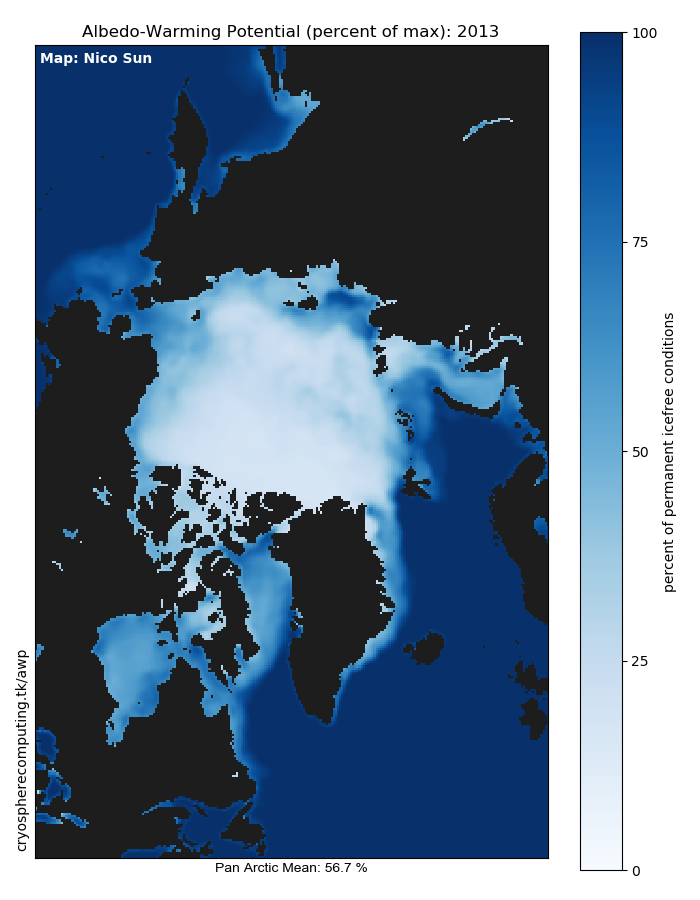 Albedo-Warming Potential (percent of max): 2013
Map: Nico Sun
100
75
50
25
0
percent of permanent icefree conditions
cryospherecomputing.tk/awp
Pan Arctic Mean: 56.7 %